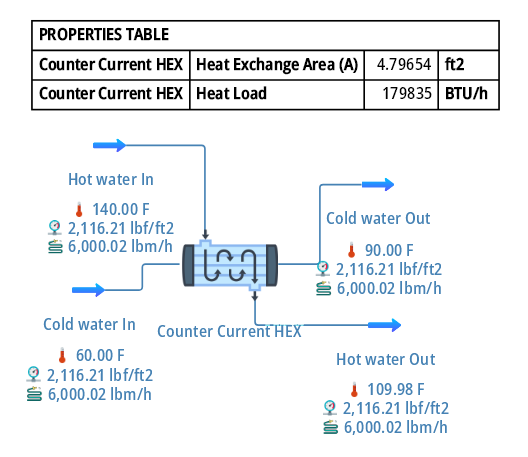 PROPERTIES TABLE
Counter Current HEX Heat Exchange Area (A) 4.79654 ft2
Counter Current HEX Heat Load 179835 BTU/h
Hot water In
140.00 F
2,116.21 lbf/ft2
6,000.02 lbm/h
Cold water Out
90.00 F
2,116.21 lbf/ft2
6,000.02 lbm/h
Cold water In
60.00 F
2,116.21 lbf/ft2
6,000.02 lbm/h
Counter Current HEX
Hot water Out
109.98 F
2,116.21 lbf/ft2
6,000.02 lbm/h